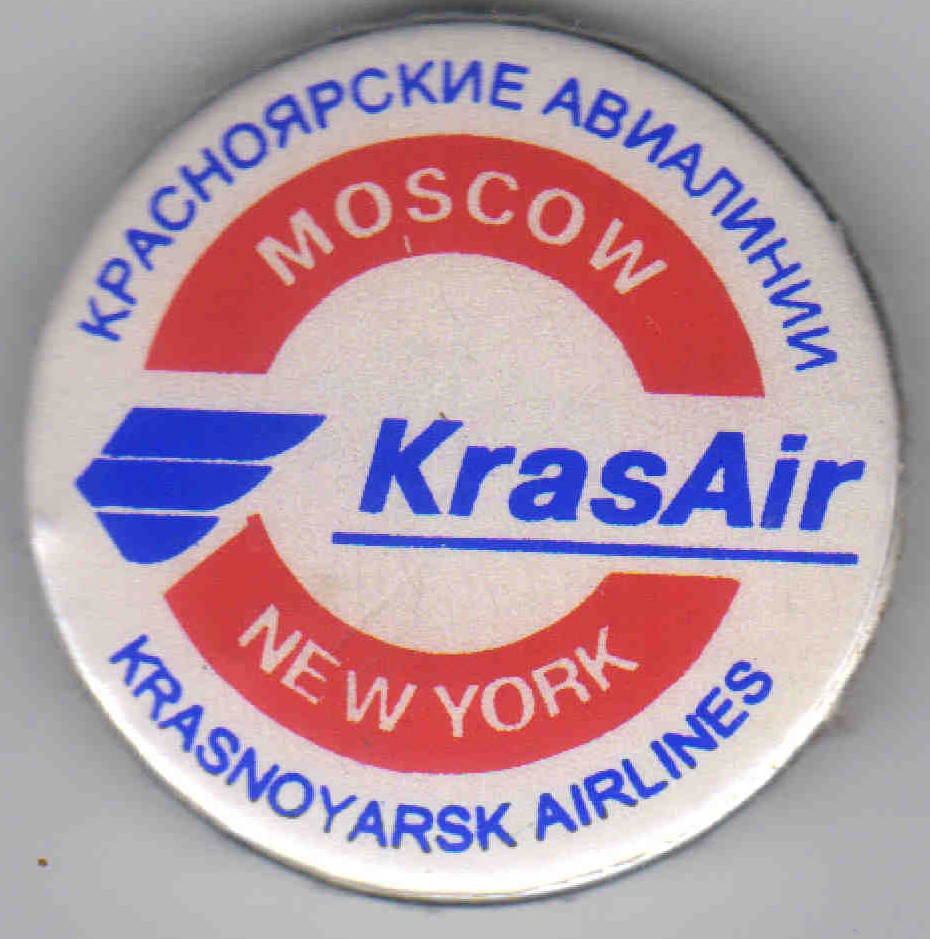 КРАСНОЯРСКИЕ АВИАЛИНИИ
MOSCOW
KrasAir
NEW YORK
KRASNOYARSK AIRLINES